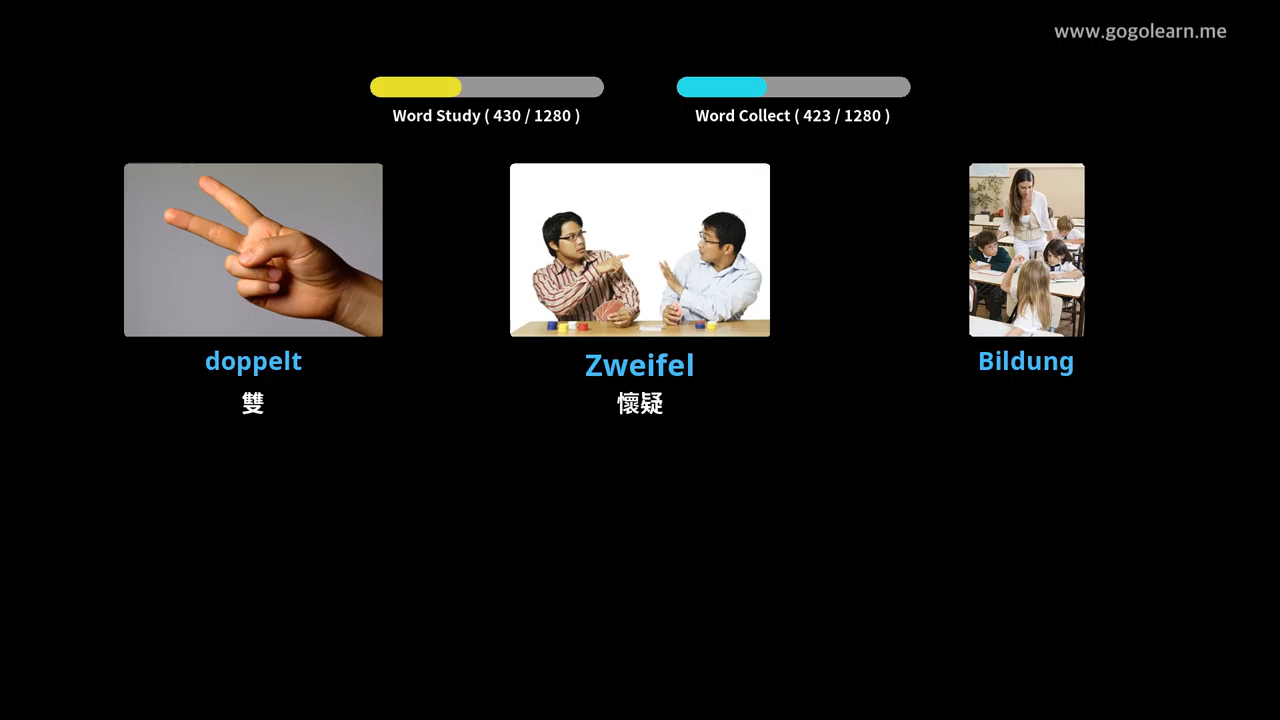 www.gogolearn.me
Word Study ( 430 / 1280 )
Word Collect ( 423 / 1280 )
doppelt
Zweifel
Bildung
雙
懷疑